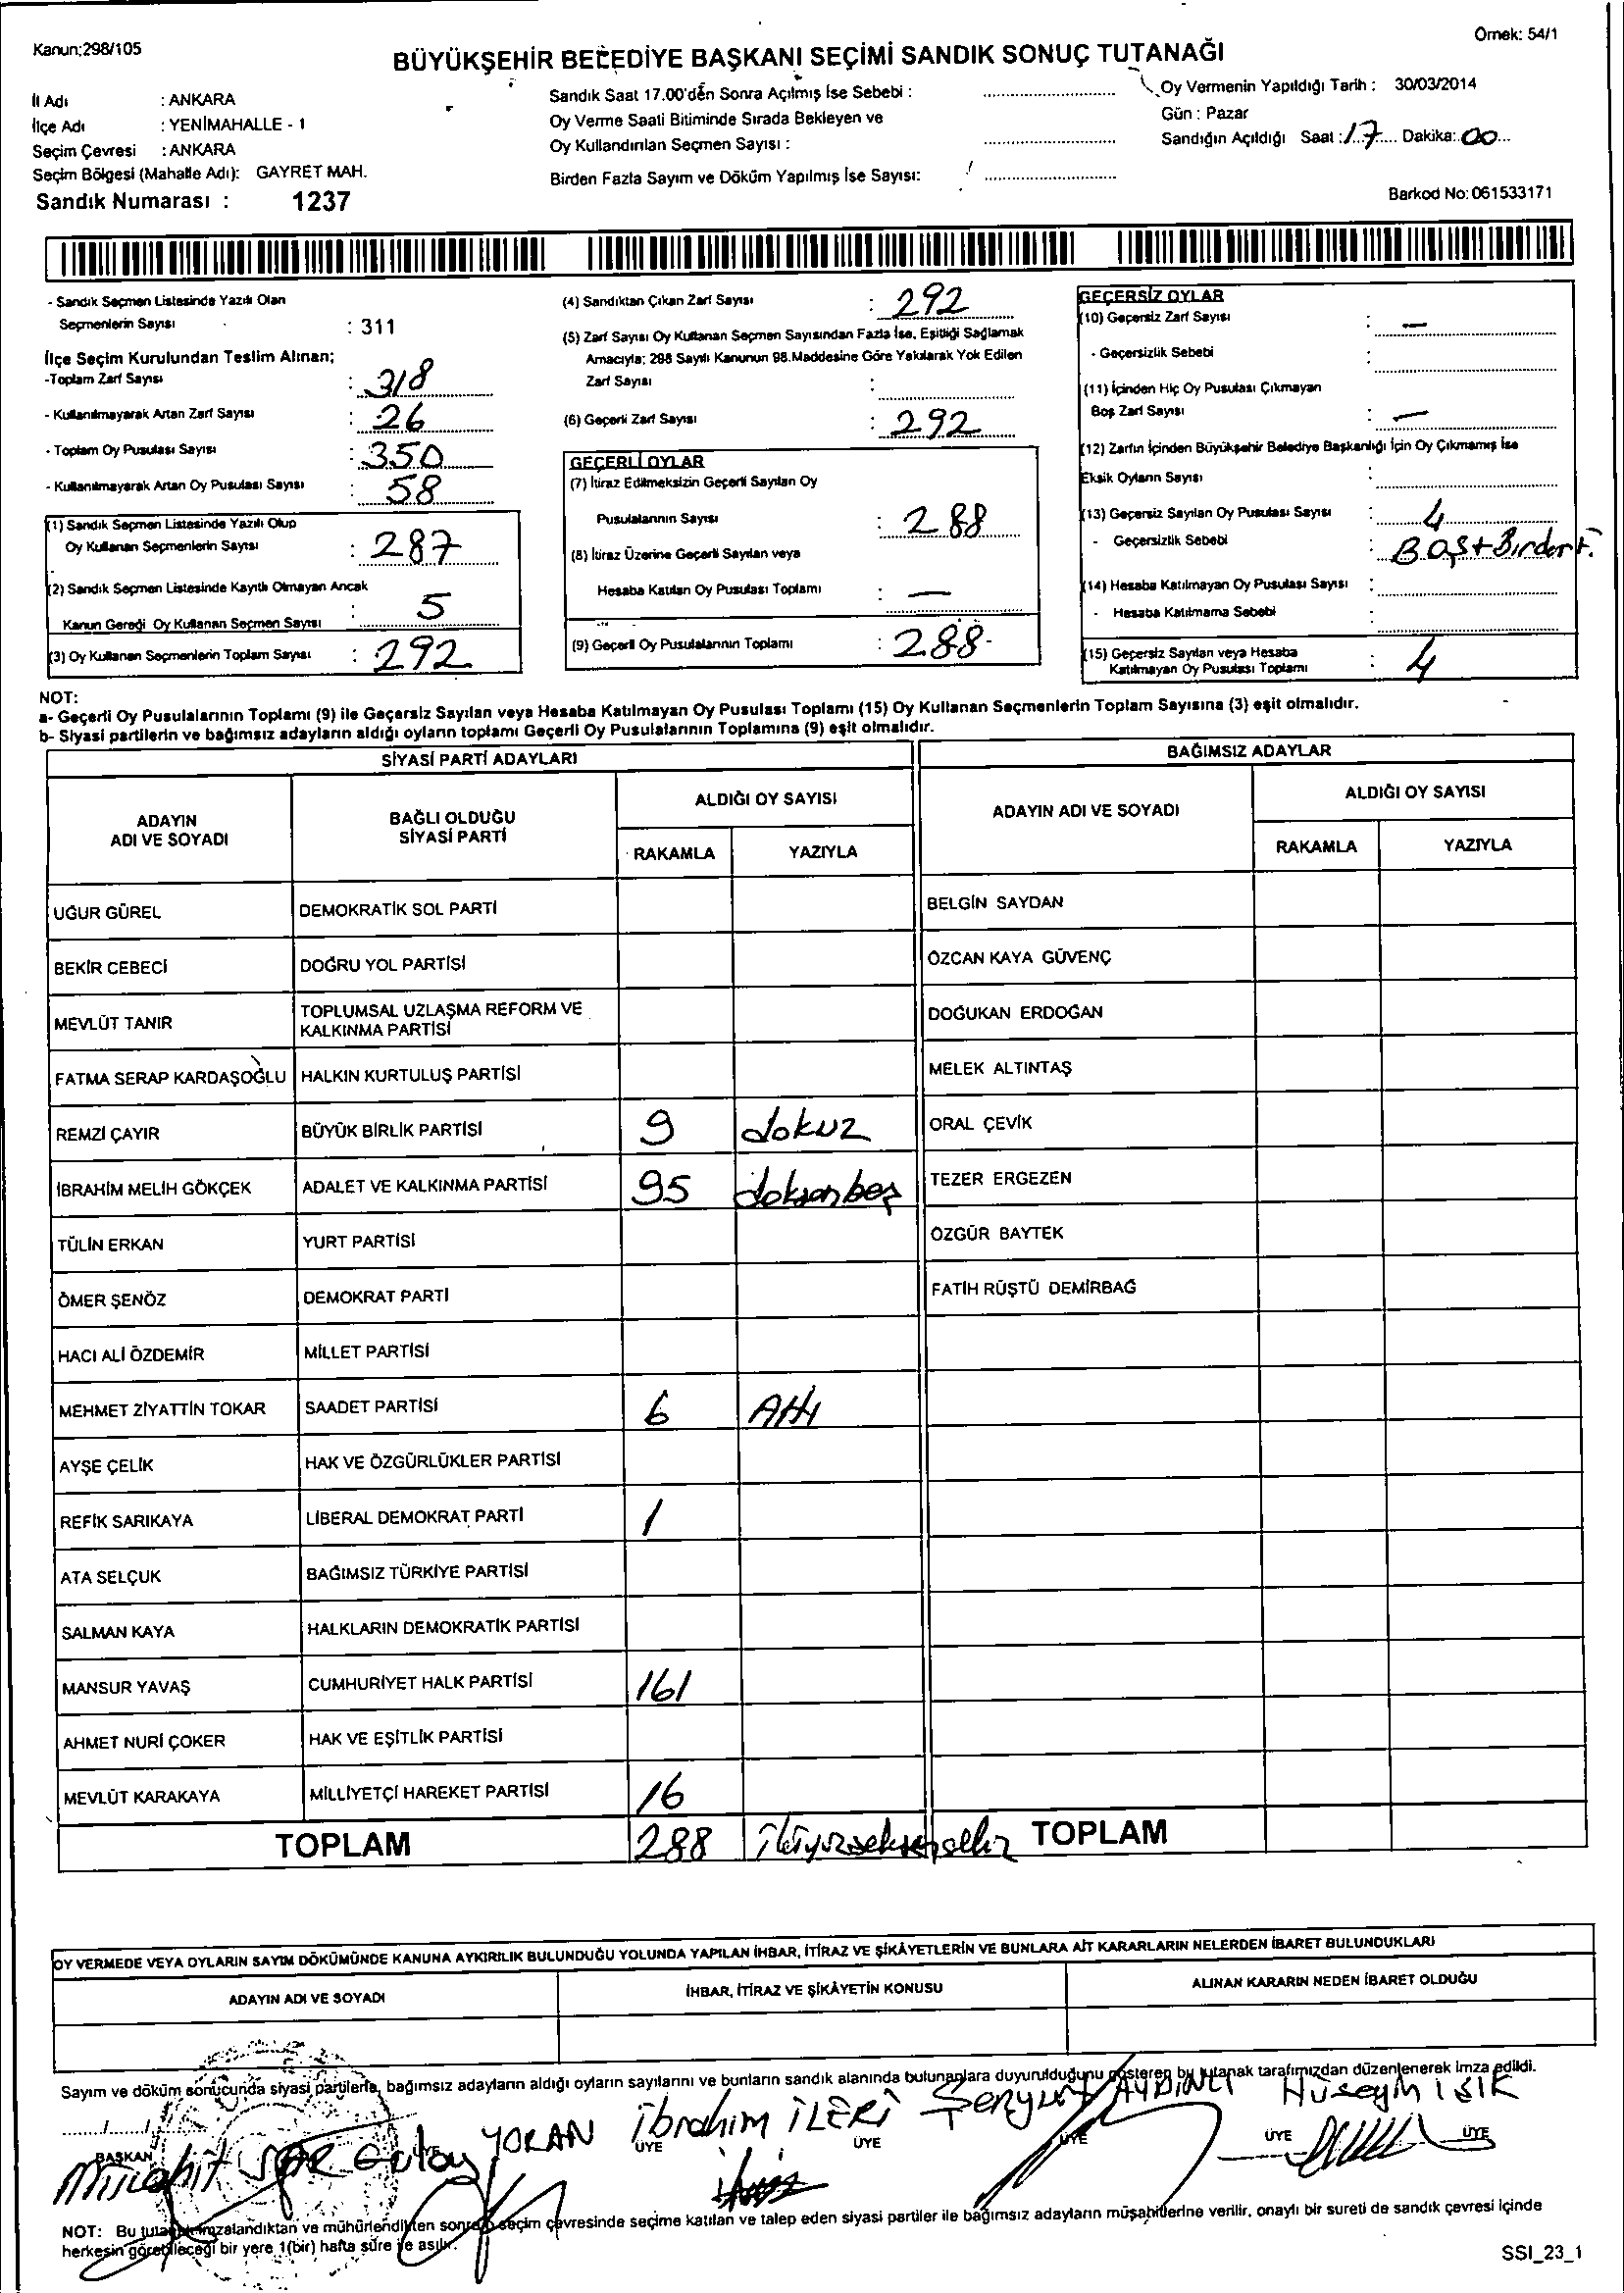 Kanun:298/105
Örnek: 54/1
BÜYÜKŞEHİR BELEDİYE BAŞKANI SEÇİMİ SANDIK SONUÇ TUTANAĞI
İl Adı : ANKARA
İlçe Adı : YENİMAHALLE - 1
Seçim Çevresi : ANKARA
Seçim Bölgesi (Mahalle Adı): GAYRET MAH.
Sandık Numarası : 1237
Sandık Saat 17.00'den Sonra Açılmış İse Sebebi :
Oy Verme Saati Bitiminde Sırada Bekleyen ve
Oy Kullandırılan Seçmen Sayısı :
Birden Fazla Sayım ve Döküm Yapılmış İse Sayısı:
Oy Vermenin Yapıldığı Tarih : 30/03/2014
Gün : Pazar
Sandığın Açıldığı Saat : 17 Dakika: 00
Barkod No: 061533171
- Sandık Seçmen Listesinde Yazılı Olan
Seçmenlerin Sayısı : 311
İlçe Seçim Kurulundan Teslim Alınan;
-Toplam Zarf Sayısı : 318
- Kullanılmayarak Artan Zarf Sayısı : 26
- Toplam Oy Pusulası Sayısı : 350
- Kullanılmayarak Artan Oy Pusulası Sayısı : 58
(1) Sandık Seçmen Listesinde Yazılı Olup
Oy Kullanan Seçmenlerin Sayısı : 287
(2) Sandık Seçmen Listesinde Kayıtlı Olmayan Ancak
Kanun Gereği Oy Kullanan Seçmen Sayısı : 5
(3) Oy Kullanan Seçmenlerin Toplam Sayısı : 292
(4) Sandıktan Çıkan Zarf Sayısı : 292
(5) Zarf Sayısı Oy Kullanan Seçmen Sayısından Fazla İse, Eşitliği Sağlamak
Amacıyla; 298 Sayılı Kanunun 98.Maddesine Göre Yakılarak Yok Edilen
Zarf Sayısı :
(6) Geçerli Zarf Sayısı : 292
GEÇERLİ OYLAR
(7) İtiraz Edilmeksizin Geçerli Sayılan Oy
Pusulalarının Sayısı : 288
(8) İtiraz Üzerine Geçerli Sayılan veya
Hesaba Katılan Oy Pusulası Toplamı : —
(9) Geçerli Oy Pusulalarının Toplamı : 288
GEÇERSİZ OYLAR
(10) Geçersiz Zarf Sayısı : —
- Geçersizlik Sebebi :
(11) İçinden Hiç Oy Pusulası Çıkmayan
Boş Zarf Sayısı : —
(12) Zarfın İçinden Büyükşehir Belediye Başkanlığı İçin Oy Çıkmamış İse
Eksik Oyların Sayısı :
(13) Geçersiz Sayılan Oy Pusulası Sayısı : 4
- Geçersizlik Sebebi : Boş+Birden F.
(14) Hesaba Katılmayan Oy Pusulası Sayısı :
- Hesaba Katılmama Sebebi :
(15) Geçersiz Sayılan veya Hesaba
Katılmayan Oy Pusulası Toplamı : 4
NOT:
a- Geçerli Oy Pusulalarının Toplamı (9) ile Geçersiz Sayılan veya Hesaba Katılmayan Oy Pusulası Toplamı (15) Oy Kullanan Seçmenlerin Toplam Sayısına (3) eşit olmalıdır.
b- Siyasi partilerin ve bağımsız adayların aldığı oyların toplamı Geçerli Oy Pusulalarının Toplamına (9) eşit olmalıdır.
SİYASİ PARTİ ADAYLARI
ADAYIN ADI VE SOYADI
BAĞLI OLDUĞU SİYASİ PARTİ
ALDIĞI OY SAYISI
RAKAMLA YAZIYLA
UĞUR GÜREL DEMOKRATİK SOL PARTİ
BEKİR CEBECİ DOĞRU YOL PARTİSİ
MEVLÜT TANIR TOPLUMSAL UZLAŞMA REFORM VE KALKINMA PARTİSİ
FATMA SERAP KARDAŞOĞLU HALKIN KURTULUŞ PARTİSİ
REMZİ ÇAYIR BÜYÜK BİRLİK PARTİSİ 9 dokuz
İBRAHİM MELİH GÖKÇEK ADALET VE KALKINMA PARTİSİ 95 doksanbeş
TÜLİN ERKAN YURT PARTİSİ
ÖMER ŞENÖZ DEMOKRAT PARTİ
HACI ALİ ÖZDEMİR MİLLET PARTİSİ
MEHMET ZİYATTİN TOKAR SAADET PARTİSİ 6 Altı
AYŞE ÇELİK HAK VE ÖZGÜRLÜKLER PARTİSİ
REFİK SARIKAYA LİBERAL DEMOKRAT PARTİ 1
ATA SELÇUK BAĞIMSIZ TÜRKİYE PARTİSİ
SALMAN KAYA HALKLARIN DEMOKRATİK PARTİSİ
MANSUR YAVAŞ CUMHURİYET HALK PARTİSİ 161
AHMET NURİ ÇOKER HAK VE EŞİTLİK PARTİSİ
MEVLÜT KARAKAYA MİLLİYETÇİ HAREKET PARTİSİ 16
TOPLAM 288 ikiyüzseksensekiz
BAĞIMSIZ ADAYLAR
ADAYIN ADI VE SOYADI
ALDIĞI OY SAYISI
RAKAMLA YAZIYLA
BELGİN SAYDAN
ÖZCAN KAYA GÜVENÇ
DOĞUKAN ERDOĞAN
MELEK ALTINTAŞ
ORAL ÇEVİK
TEZER ERGEZEN
ÖZGÜR BAYTEK
FATİH RÜŞTÜ DEMİRBAĞ
TOPLAM
OY VERMEDE VEYA OYLARIN SAYIM DÖKÜMÜNDE KANUNA AYKIRILIK BULUNDUĞU YOLUNDA YAPILAN İHBAR, İTİRAZ VE ŞİKÂYETLERİN VE BUNLARA AİT KARARLARIN NELERDEN İBARET BULUNDUKLARI
ADAYIN ADI VE SOYADI
İHBAR, İTİRAZ VE ŞİKÂYETİN KONUSU
ALINAN KARARIN NEDEN İBARET OLDUĞU
Sayım ve döküm sonucunda siyasi partilerle, bağımsız adayların aldığı oyların sayılarını ve bunların sandık alanında bulunanlara duyurulduğunu gösteren bu tutanak tarafımızdan düzenlenerek imza edildi.
Gülay YORAN İbrahim İLERİ Şenyurt AYDINLI Hüseyin IŞIK
BAŞKAN ÜYE ÜYE ÜYE ÜYE ÜYE
NOT: Bu tutanak imzalandıktan ve mühürlendikten sonra seçim çevresinde seçime katılan ve talep eden siyasi partiler ile bağımsız adayların müşahitlerine verilir, onaylı bir sureti de sandık çevresi içinde
herkesin görebileceği bir yere 1(bir) hafta süre ile asılır.
SSI_23_1